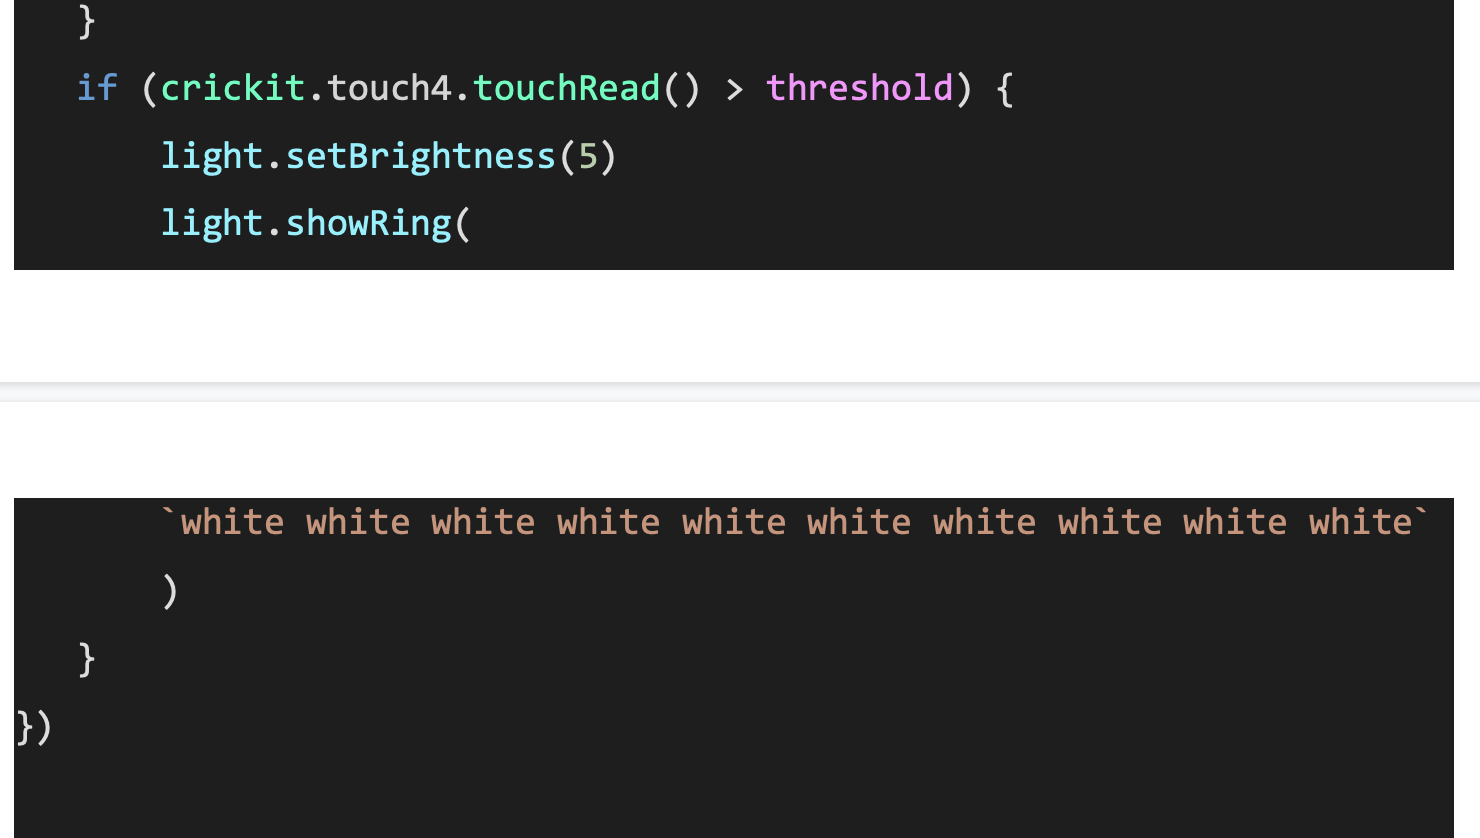 }
if (crickit.touch4.touchRead() > threshold) {
light.setBrightness(5)
light.showRing(
`white white white white white white white white white white`
)
}
})